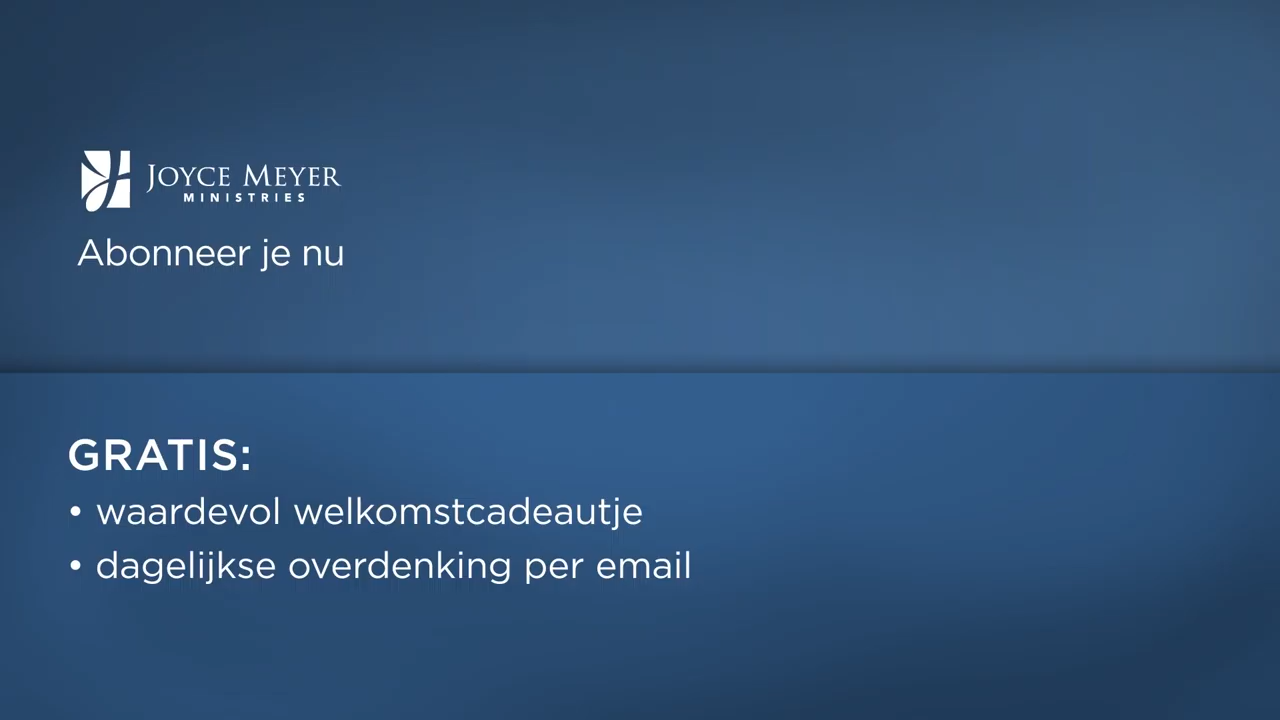 JOYCE MEYER
MINISTRIES
Abonneer je nu
GRATIS:
• waardevol welkomstcadeautje
• dagelijkse overdenking per email